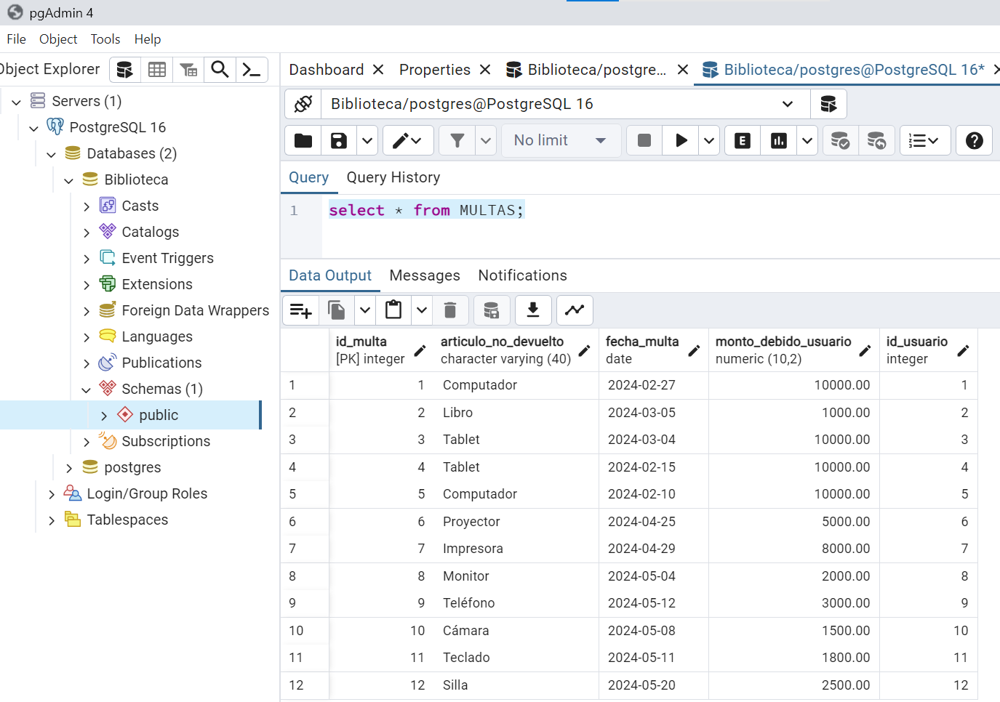 pgAdmin 4
File Object Tools Help
Object Explorer
Dashboard Properties Biblioteca/postgre... Biblioteca/postgres@PostgreSQL 16*
Servers (1)
PostgreSQL 16
Databases (2)
Biblioteca
Casts
Catalogs
Event Triggers
Extensions
Foreign Data Wrappers
Languages
Publications
Schemas (1)
public
Subscriptions
postgres
Login/Group Roles
Tablespaces
Biblioteca/postgres@PostgreSQL 16
No limit E
Query Query History
1 select * from MULTAS;
Data Output Messages Notifications
id_multa articulo_no_devuelto fecha_multa monto_debido_usuario id_usuario
[PK] integer character varying (40) date numeric (10,2) integer
1 1 Computador 2024-02-27 10000.00 1
2 2 Libro 2024-03-05 1000.00 2
3 3 Tablet 2024-03-04 10000.00 3
4 4 Tablet 2024-02-15 10000.00 4
5 5 Computador 2024-02-10 10000.00 5
6 6 Proyector 2024-04-25 5000.00 6
7 7 Impresora 2024-04-29 8000.00 7
8 8 Monitor 2024-05-04 2000.00 8
9 9 Teléfono 2024-05-12 3000.00 9
10 10 Cámara 2024-05-08 1500.00 10
11 11 Teclado 2024-05-11 1800.00 11
12 12 Silla 2024-05-20 2500.00 12